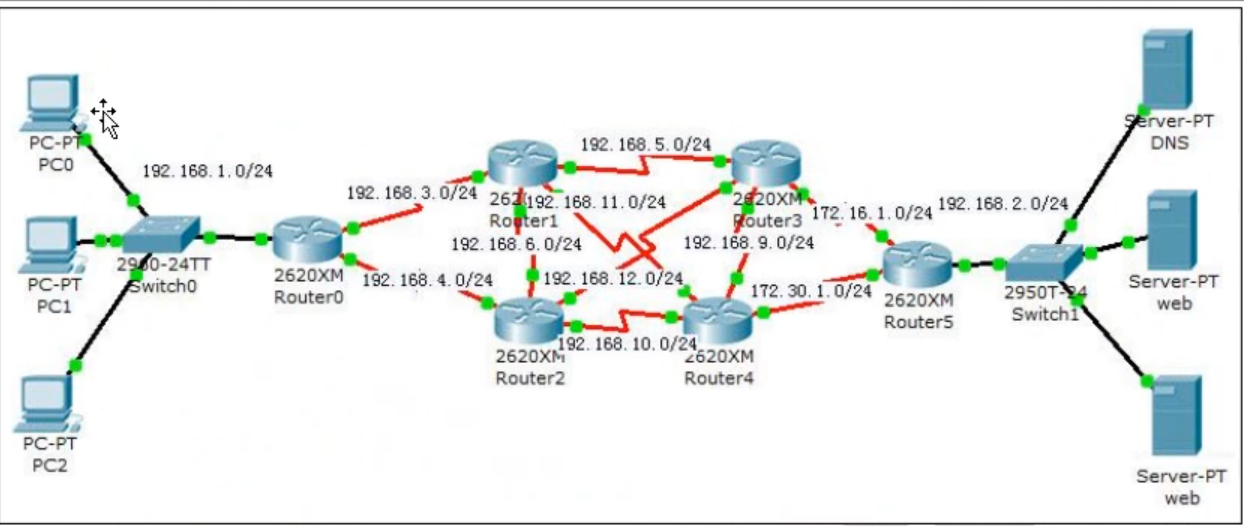 PC-PT
PC0
192.168.1.0/24
PC-PT
PC1
2950-24TT
Switch0
PC-PT
PC2
2620XM
Router0
192.168.3.0/24
192.168.4.0/24
Router1
192.168.5.0/24
192.168.11.0/24
192.168.6.0/24
192.168.12.0/24
2620XM
Router2
192.168.10.0/24
2620XM
Router3
192.168.9.0/24
2620XM
Router4
172.16.1.0/24
172.30.1.0/24
2620XM
Router5
192.168.2.0/24
2950T-24
Switch1
Server-PT
DNS
Server-PT
web
Server-PT
web